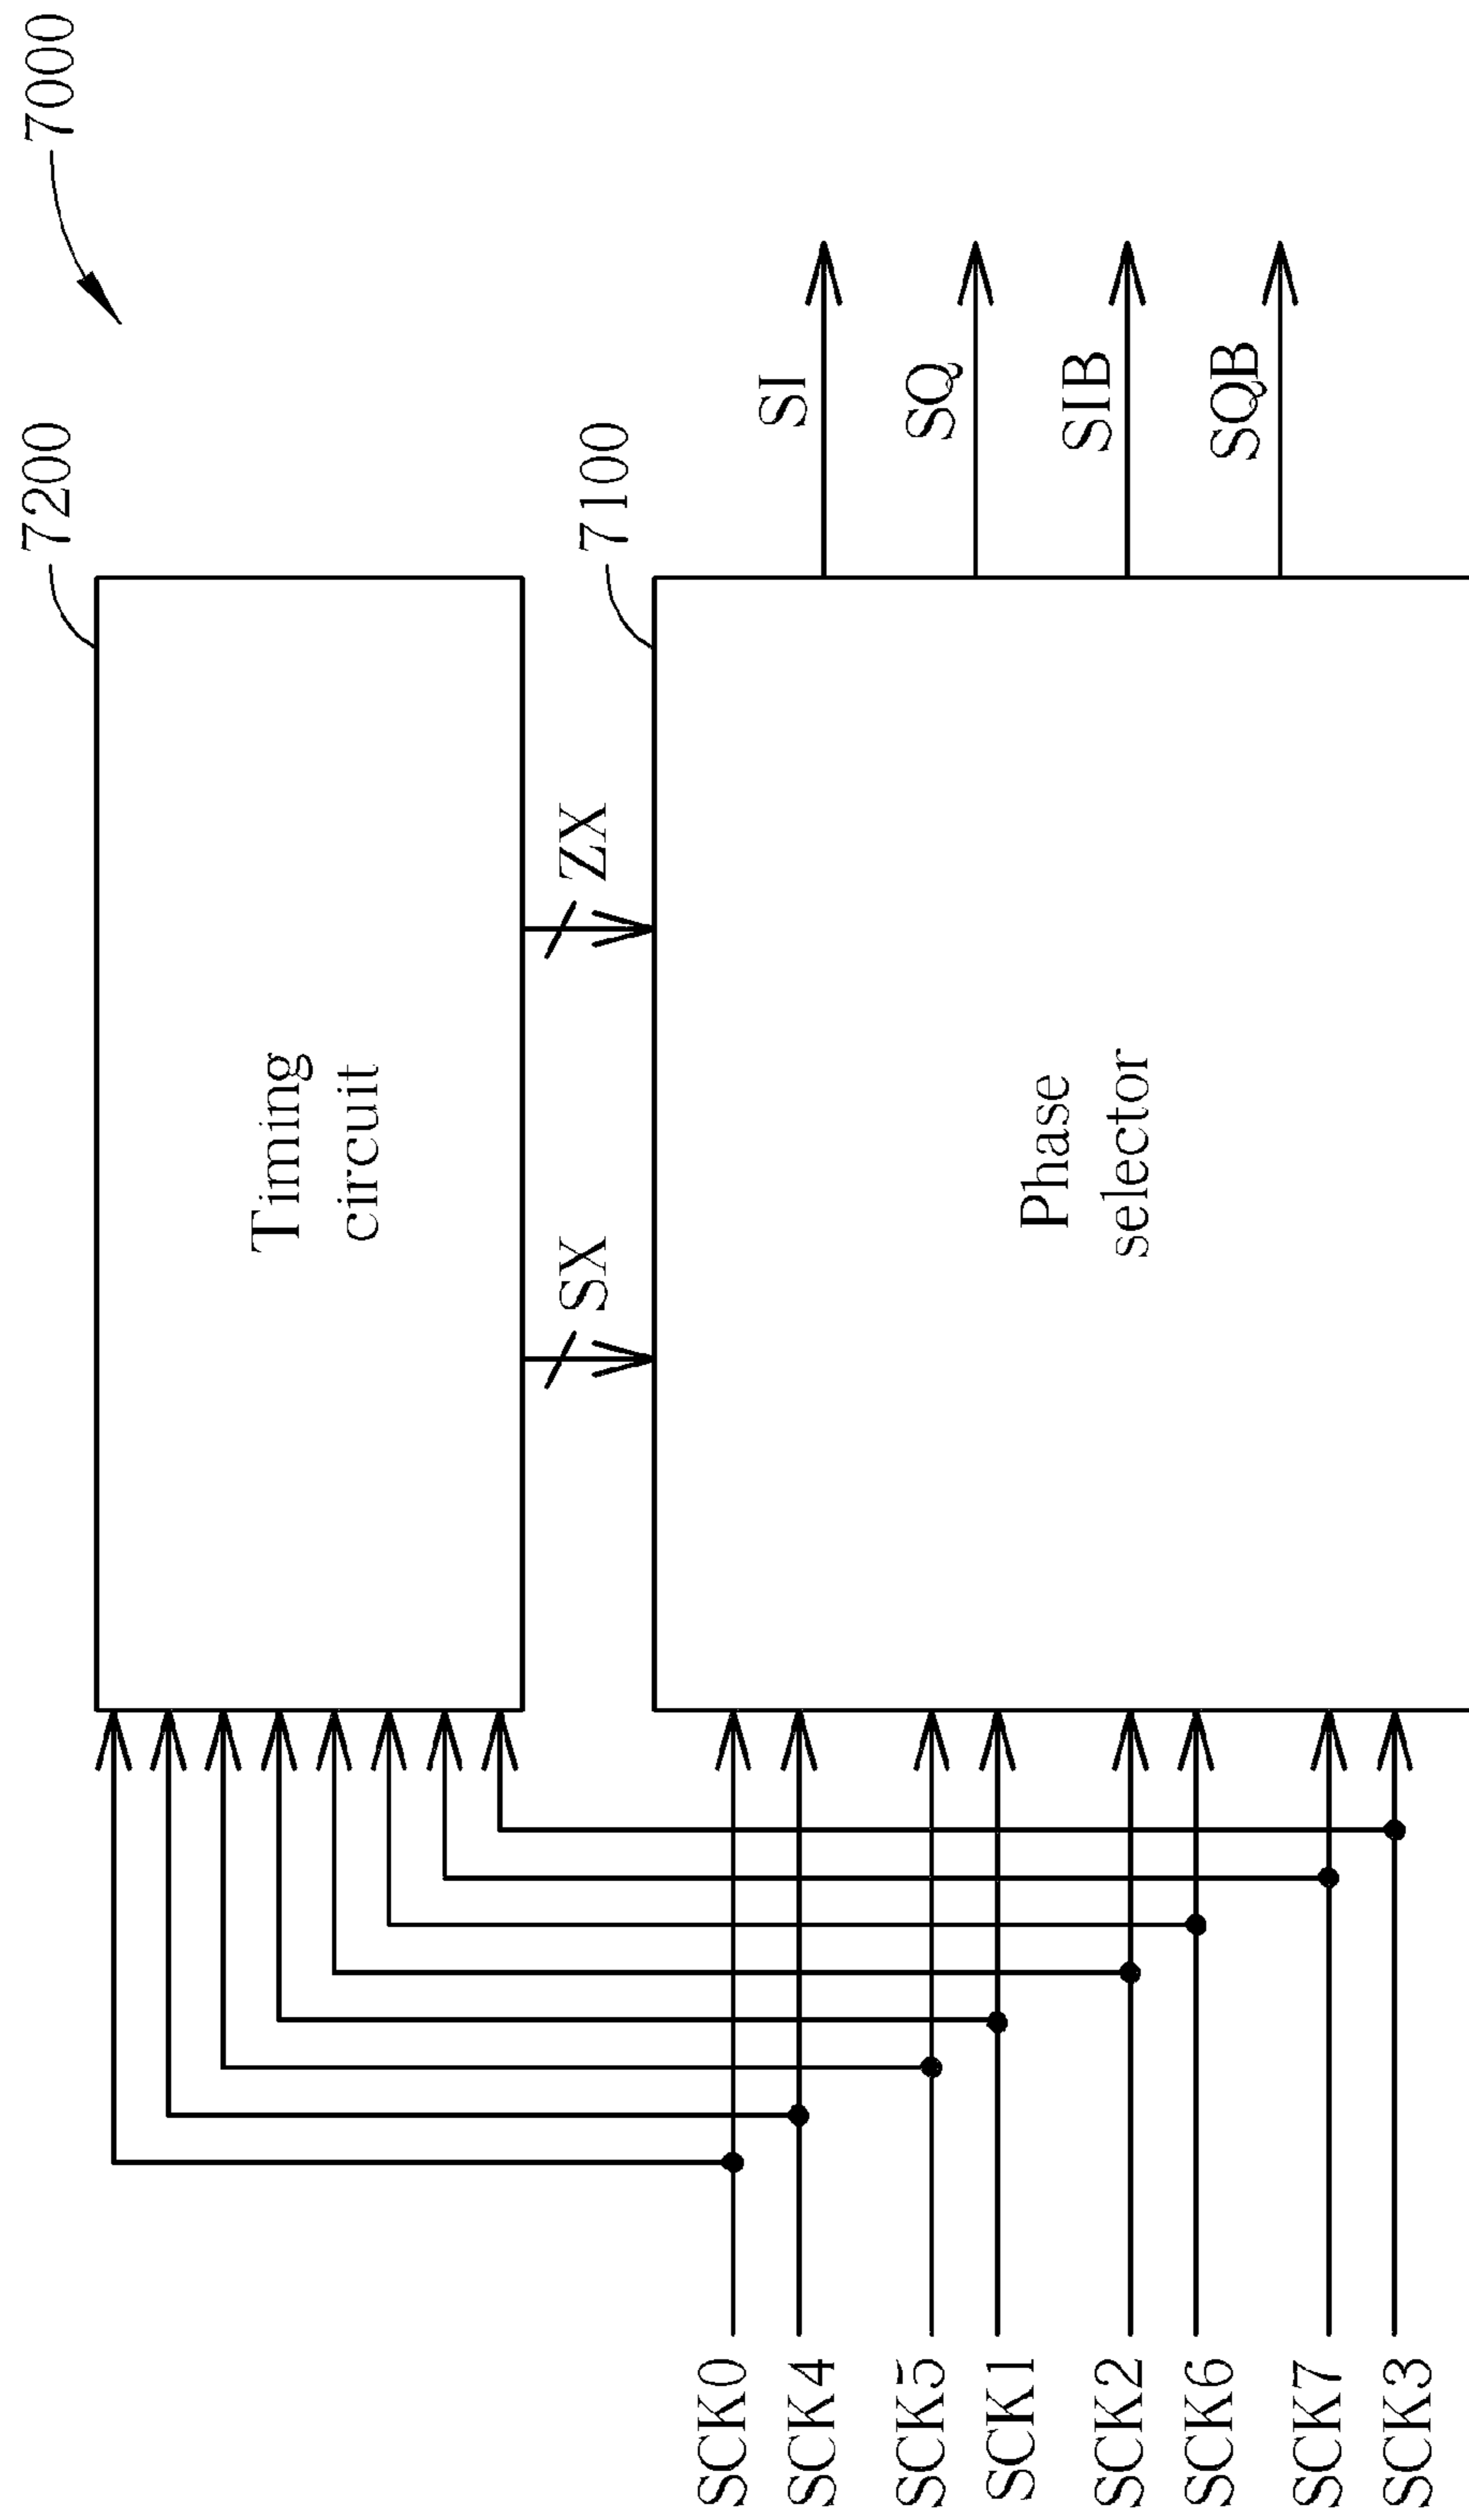 7000
7200
Timing
circuit
SX
ZX
7100
SCK0
SCK4
SCK5
SCK1
SCK2
SCK6
SCK7
SCK3
Phase
selector
SI
SQ
SIB
SQB